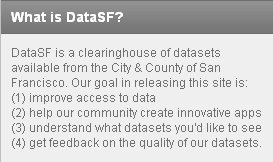 What is DataSF?
DataSF is a clearinghouse of datasets
available from the City & County of San
Francisco. Our goal in releasing this site is:
(1) improve access to data
(2) help our community create innovative apps
(3) understand what datasets you'd like to see
(4) get feedback on the quality of our datasets.